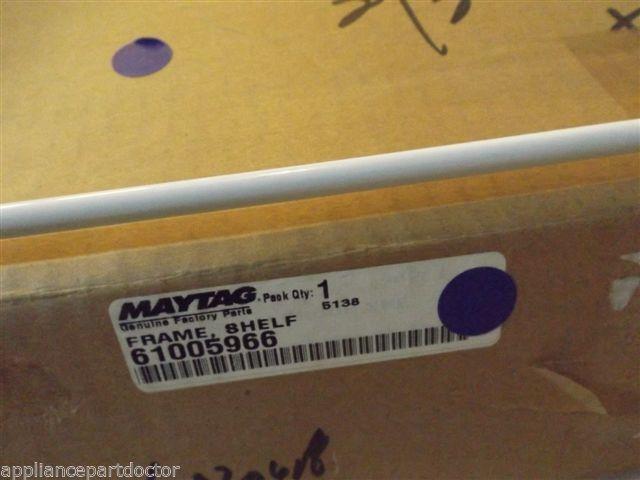 MAYTAG. Pack Qty: 1
Genuine Factory Parts 5138
FRAME, SHELF
61005966
appliancepartdoctor